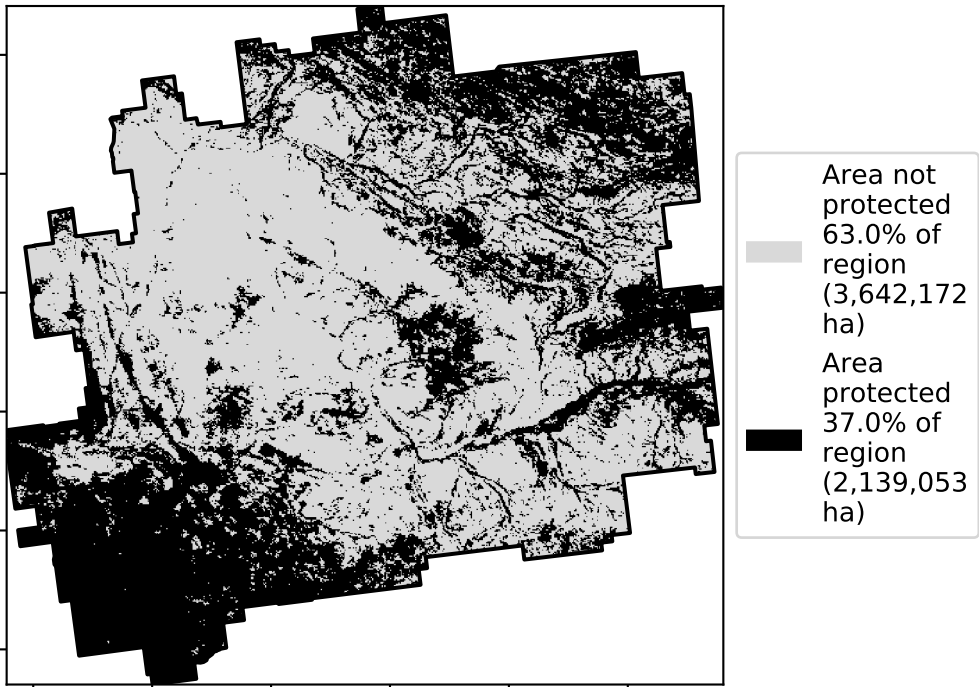 Area not
protected
63.0% of
region
(3,642,172
ha)
Area
protected
37.0% of
region
(2,139,053
ha)